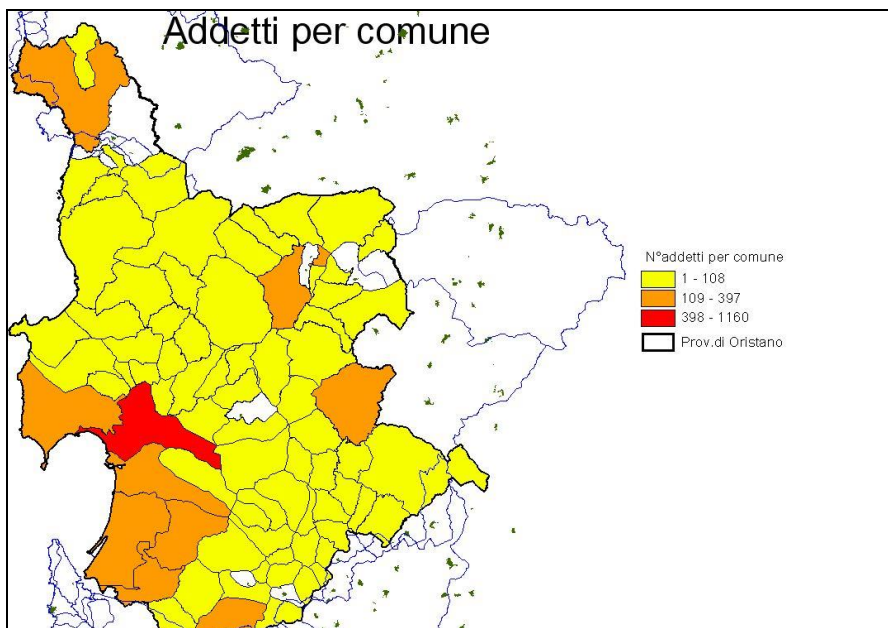 Addetti per comune
N°addetti per comune
1 - 108
109 - 397
398 - 1160
Prov.di Oristano